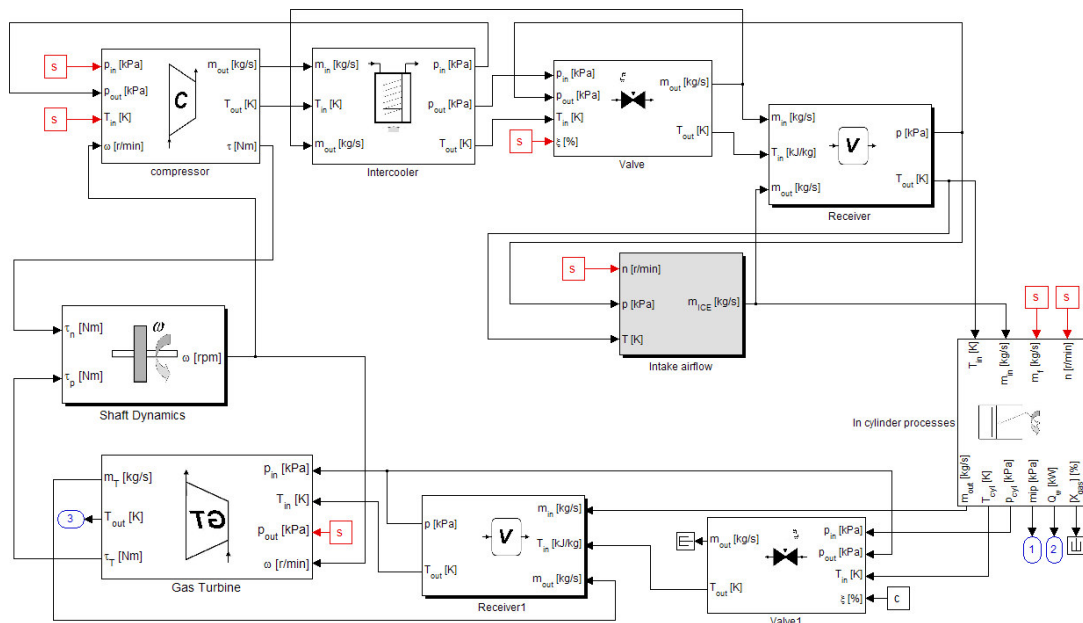 s
p_in [kPa]
p_out [kPa]
s
T_in [K]
ω [r/min]
C
m_out [kg/s]
T_out [K]
τ [Nm]
compressor
m_in [kg/s]
T_in [K]
m_out [kg/s]
p_in [kPa]
p_out [kPa]
T_out [K]
Intercooler
p_in [kPa]
p_out [kPa]
T_in [K]
s
ξ [%]
ξ
m_out [kg/s]
T_out [K]
Valve
m_in [kg/s]
T_in [kJ/kg]
m_out [kg/s]
V
p [kPa]
T_out [K]
Receiver
s
n [r/min]
p [kPa]
T [K]
m_ICE [kg/s]
Intake airflow
τ_n [Nm]
τ_p [Nm]
ω
ω [rpm]
Shaft Dynamics
s
s
T_in [K]
m_in [kg/s]
m_f [kg/s]
n [r/min]
In cylinder processes
m_out [kg/s]
T_cyl [K]
p_cyl [kPa]
mip [kPa]
Q_w [kW]
[X_gas] [%]
1
2
m_T [kg/s]
T_out [K]
τ_T [Nm]
3
GT
p_in [kPa]
T_in [K]
p_out [kPa]
s
ω [r/min]
Gas Turbine
p [kPa]
T_out [K]
V
m_in [kg/s]
T_in [kJ/kg]
m_out [kg/s]
Receiver1
m_out [kg/s]
T_out [K]
ξ
p_in [kPa]
p_out [kPa]
T_in [K]
ξ [%]
c
Valve1